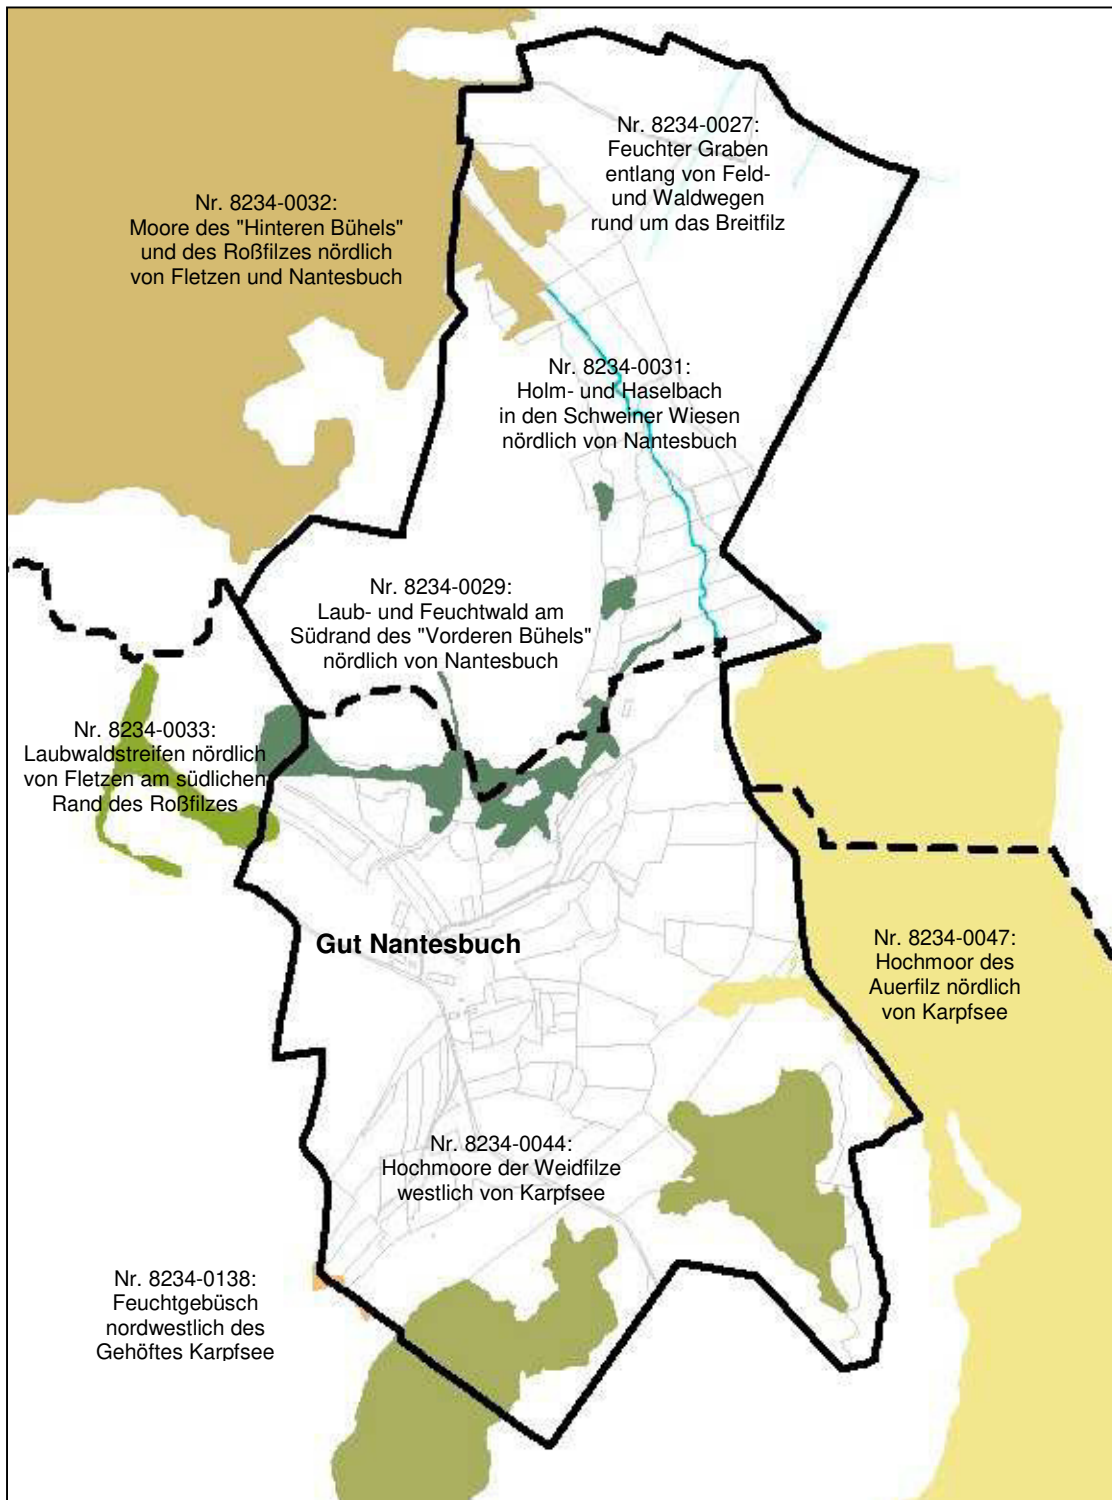 Nr. 8234-0027:
Feuchter Graben
entlang von Feld-
und Waldwegen
rund um das Breitfilz
Nr. 8234-0032:
Moore des "Hinteren Bühels"
und des Roßfilzes nördlich
von Fletzen und Nantesbuch
Nr. 8234-0031:
Holm- und Haselbach
in den Schweiner Wiesen
nördlich von Nantesbuch
Nr. 8234-0029:
Laub- und Feuchtwald am
Südrand des "Vorderen Bühels"
nördlich von Nantesbuch
Nr. 8234-0033:
Laubwaldstreifen nördlich
von Fletzen am südlichen
Rand des Roßfilzes
Gut Nantesbuch
Nr. 8234-0047:
Hochmoor des
Auerfilz nördlich
von Karpfsee
Nr. 8234-0044:
Hochmoore der Weidfilze
westlich von Karpfsee
Nr. 8234-0138:
Feuchtgebüsch
nordwestlich des
Gehöftes Karpfsee